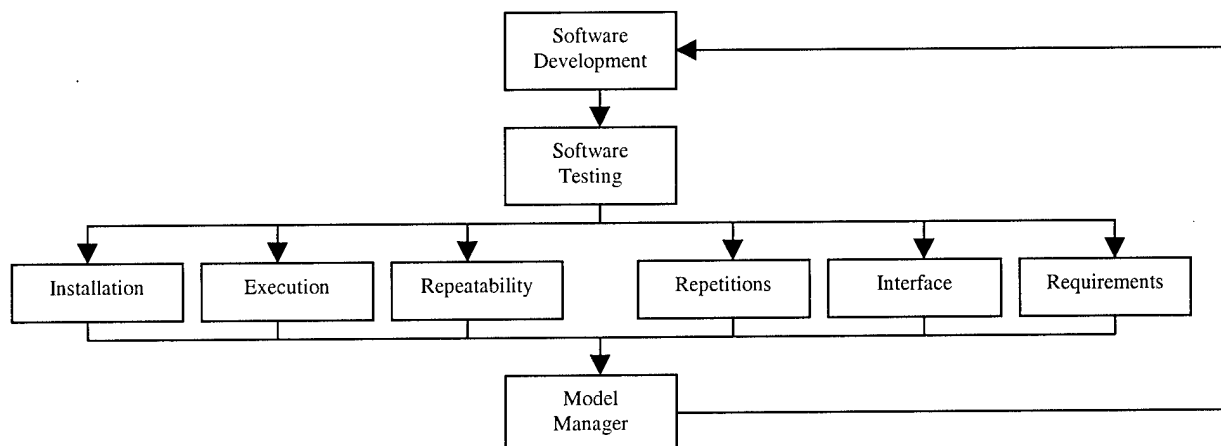 Software
Development
Software
Testing
Installation
Execution
Repeatability
Repetitions
Interface
Requirements
Model
Manager